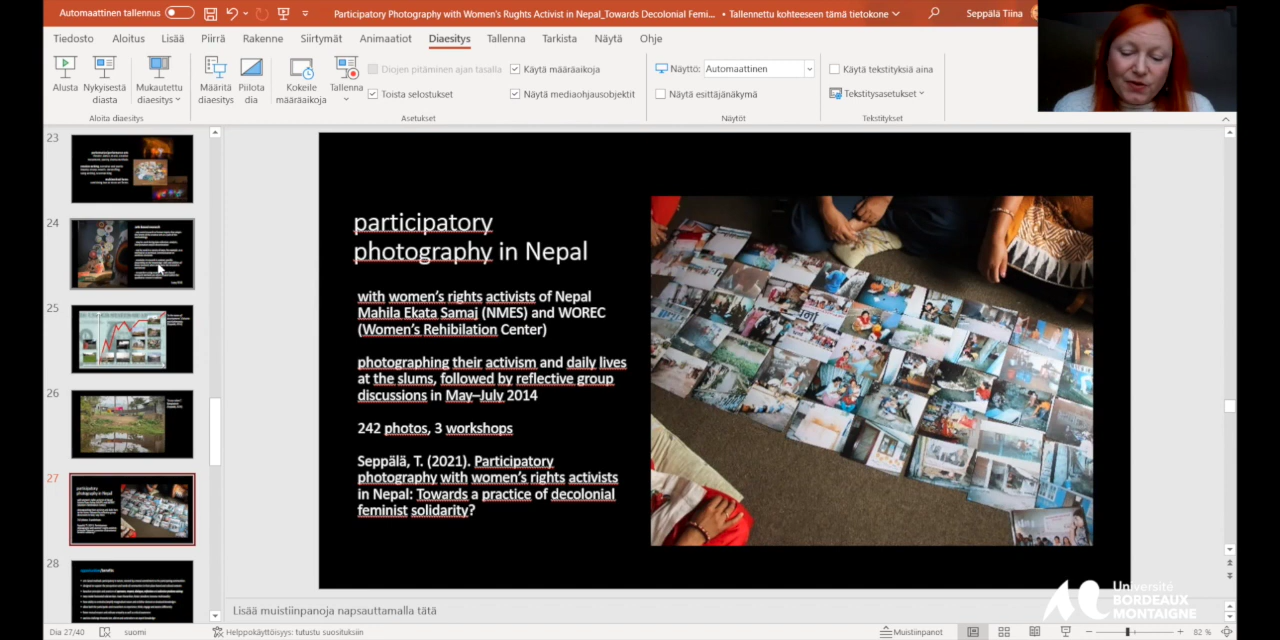 Automaattinen tallennus
Participatory Photography with Women's Rughts Activist in Nepal_Towards Decolonial Femi... • Tallennettu kohteeseen tämä tietokone
Seppälä Tiina
Tiedosto Aloitus Lisää Piirrä Rakenne Siirtymät Animaatiot Diaesitys Tallenna Tarkista Näytä Ohje
Alusta
Nykyisestä diasta
Mukautettu diaesitys
Aloita diaesitys
Määritä diaesitys
Piilota dia
Kokeile määräaikoja
Tallenna
Diojen pitäminen ajan tasalla
Toista selostukset
Käytä määräaikoja
Näytä mediaohjausobjektit
Asetukset
Näyttö: Automaattinen
Näytä esittäjänäkymä
Näytöt
Käytä tekstityksiä aina
Tekstitysasetukset
Tekstitykset
23
24
25
26
27
28
participatory
photography in Nepal
with women's rights activists of Nepal
Mahila Ekata Samaj (NMES) and WOREC
(Women's Rehibilation Center)
photographing their activism and daily lives
at the slums, followed by reflective group
discussions in May–July 2014
242 photos, 3 workshops
Seppälä, T. (2021). Participatory
photography with women's rights activists
in Nepal: Towards a practice of decolonial
feminist solidarity?
Université
BORDEAUX
MONTAIGNE
Lisää muistiinpanoja napsauttamalla tätä
Dia 27/40 suomi Helppokäyttöisyys: tutustu suosituksiin Muistiinpanot 82 %